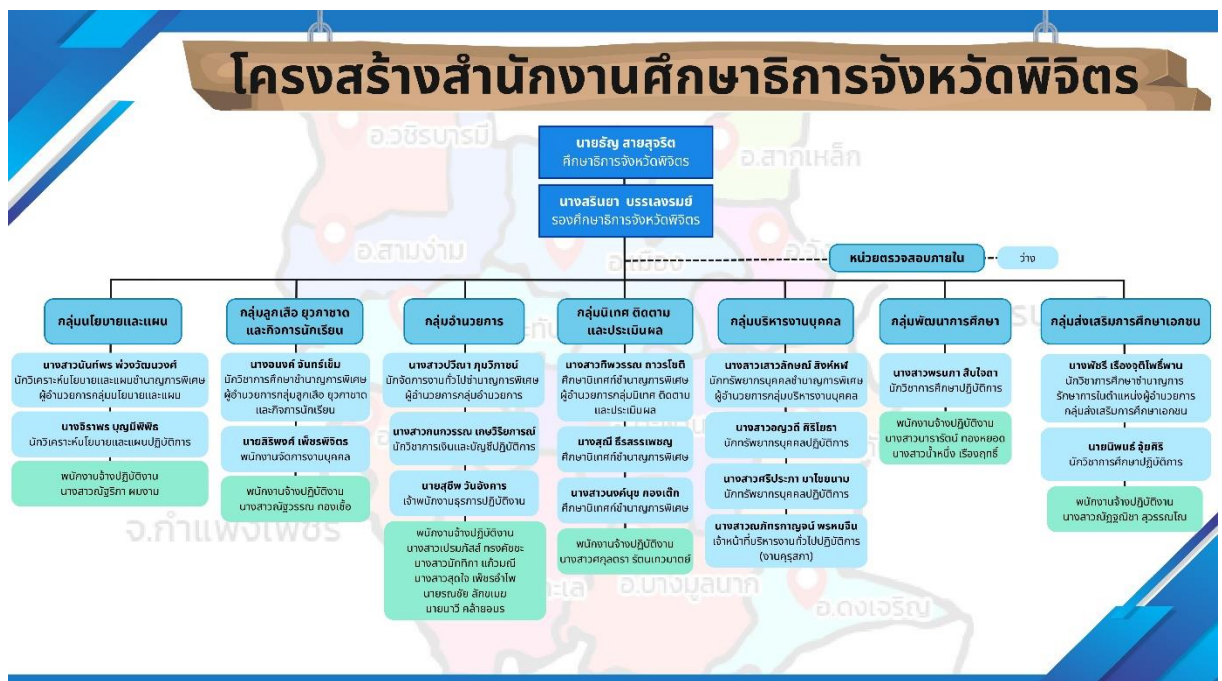 โครงสร้างสำนักงานศึกษาธิการจังหวัดพิจิตร
นายธัญ สายสุจริต
ศึกษาธิการจังหวัดพิจิตร
นางสรินยา บรรเลงรมย์
รองศึกษาธิการจังหวัดพิจิตร
หน่วยตรวจสอบภายใน
ว่าง
กลุ่มนโยบายและแผน
นางสาวนันท์พร พ่วงวัฒนวงศ์
นักวิเคราะห์นโยบายและแผนชำนาญการพิเศษ
ผู้อำนวยการกลุ่มนโยบายและแผน
นางจิราพร บุญมีพิพิธ
นักวิเคราะห์นโยบายและแผนปฏิบัติการ
พนักงานจ้างปฏิบัติงาน
นางสาวณัฐริกา ผมงาม
กลุ่มลูกเสือ ยุวกาชาด
และกิจการนักเรียน
นางอนงค์ จันทร์เข็ม
นักวิชาการศึกษาชำนาญการพิเศษ
ผู้อำนวยการกลุ่มลูกเสือ ยุวกาชาด
และกิจการนักเรียน
นายสิริพงศ์ เพ็ชรพิจิตร
พนักงานจัดการงานบุคคล
พนักงานจ้างปฏิบัติงาน
นางสาวณัฐวรรณ ทองเชื้อ
กลุ่มอำนวยการ
นางสาวปวีณา ภุมวิภาชน์
นักจัดการงานทั่วไปชำนาญการพิเศษ
ผู้อำนวยการกลุ่มอำนวยการ
นางสาวกนกวรรณ เกษวิริยการณ์
นักวิชาการเงินและบัญชีปฏิบัติการ
นายสุชีพ วันอังคาร
เจ้าพนักงานธุรการปฏิบัติงาน
พนักงานจ้างปฏิบัติงาน
นางสาวเปรมภัสส์ ทรงคัชชะ
นางสาวนัทฑิกา แก้วมณี
นางสาวสุดใจ เพ็ชรอำไพ
นายรณชัย ลักขเมฆ
นายนาวี คล้ายอมร
กลุ่มนิเทศ ติดตาม
และประเมินผล
นางสาวทิพวรรณ ถาวรโชติ
ศึกษานิเทศก์ชำนาญการพิเศษ
ผู้อำนวยการกลุ่มนิเทศ ติดตาม
และประเมินผล
นางสุณี ธีรสรรเพชญ
ศึกษานิเทศก์ชำนาญการพิเศษ
นางสาวนงค์นุช ทองเต๊ก
ศึกษานิเทศก์ชำนาญการพิเศษ
พนักงานจ้างปฏิบัติงาน
นางสาวศกุลตรา รัตนเทวมาตย์
กลุ่มบริหารงานบุคคล
นางสาวเสาวลักษณ์ สิงห์หฬ
นักทรัพยากรบุคคลชำนาญการพิเศษ
ผู้อำนวยการกลุ่มบริหารงานบุคคล
นางสาวอญวดี ศิริโยธา
นักทรัพยากรบุคคลปฏิบัติการ
นางสาวศรีประภา มาไชยนาม
นักทรัพยากรบุคคลปฏิบัติการ
นางสาวณภัทรกาญจน์ พรหมจีน
เจ้าหน้าที่บริหารงานทั่วไปปฏิบัติการ
(งานคุรุสภา)
กลุ่มพัฒนาการศึกษา
นางสาวพรนภา สืบใจตา
นักวิชาการศึกษาปฏิบัติการ
พนักงานจ้างปฏิบัติงาน
นางสาวนารารัตน์ ทองหยอด
นางสาวน้ำหนึ่ง เรืองฤทธิ์
กลุ่มส่งเสริมการศึกษาเอกชน
นางพัชรี เรืองจุติโพธิ์พาน
นักวิชาการศึกษาชำนาญการ
รักษาการในตำแหน่งผู้อำนวยการ
กลุ่มส่งเสริมการศึกษาเอกชน
นายนิพนธ์ จุ้ยศิริ
นักวิชาการศึกษาปฏิบัติการ
พนักงานจ้างปฏิบัติงาน
นางสาวณัฏฐณิชา สุวรรณโณ
อ.วชิรบารมี
อ.สากเหล็ก
อ.สามง่าม
อ.เมือง
จ.กำแพงเพชร
อ.บางมูลนาก
อ.ดงเจริญ